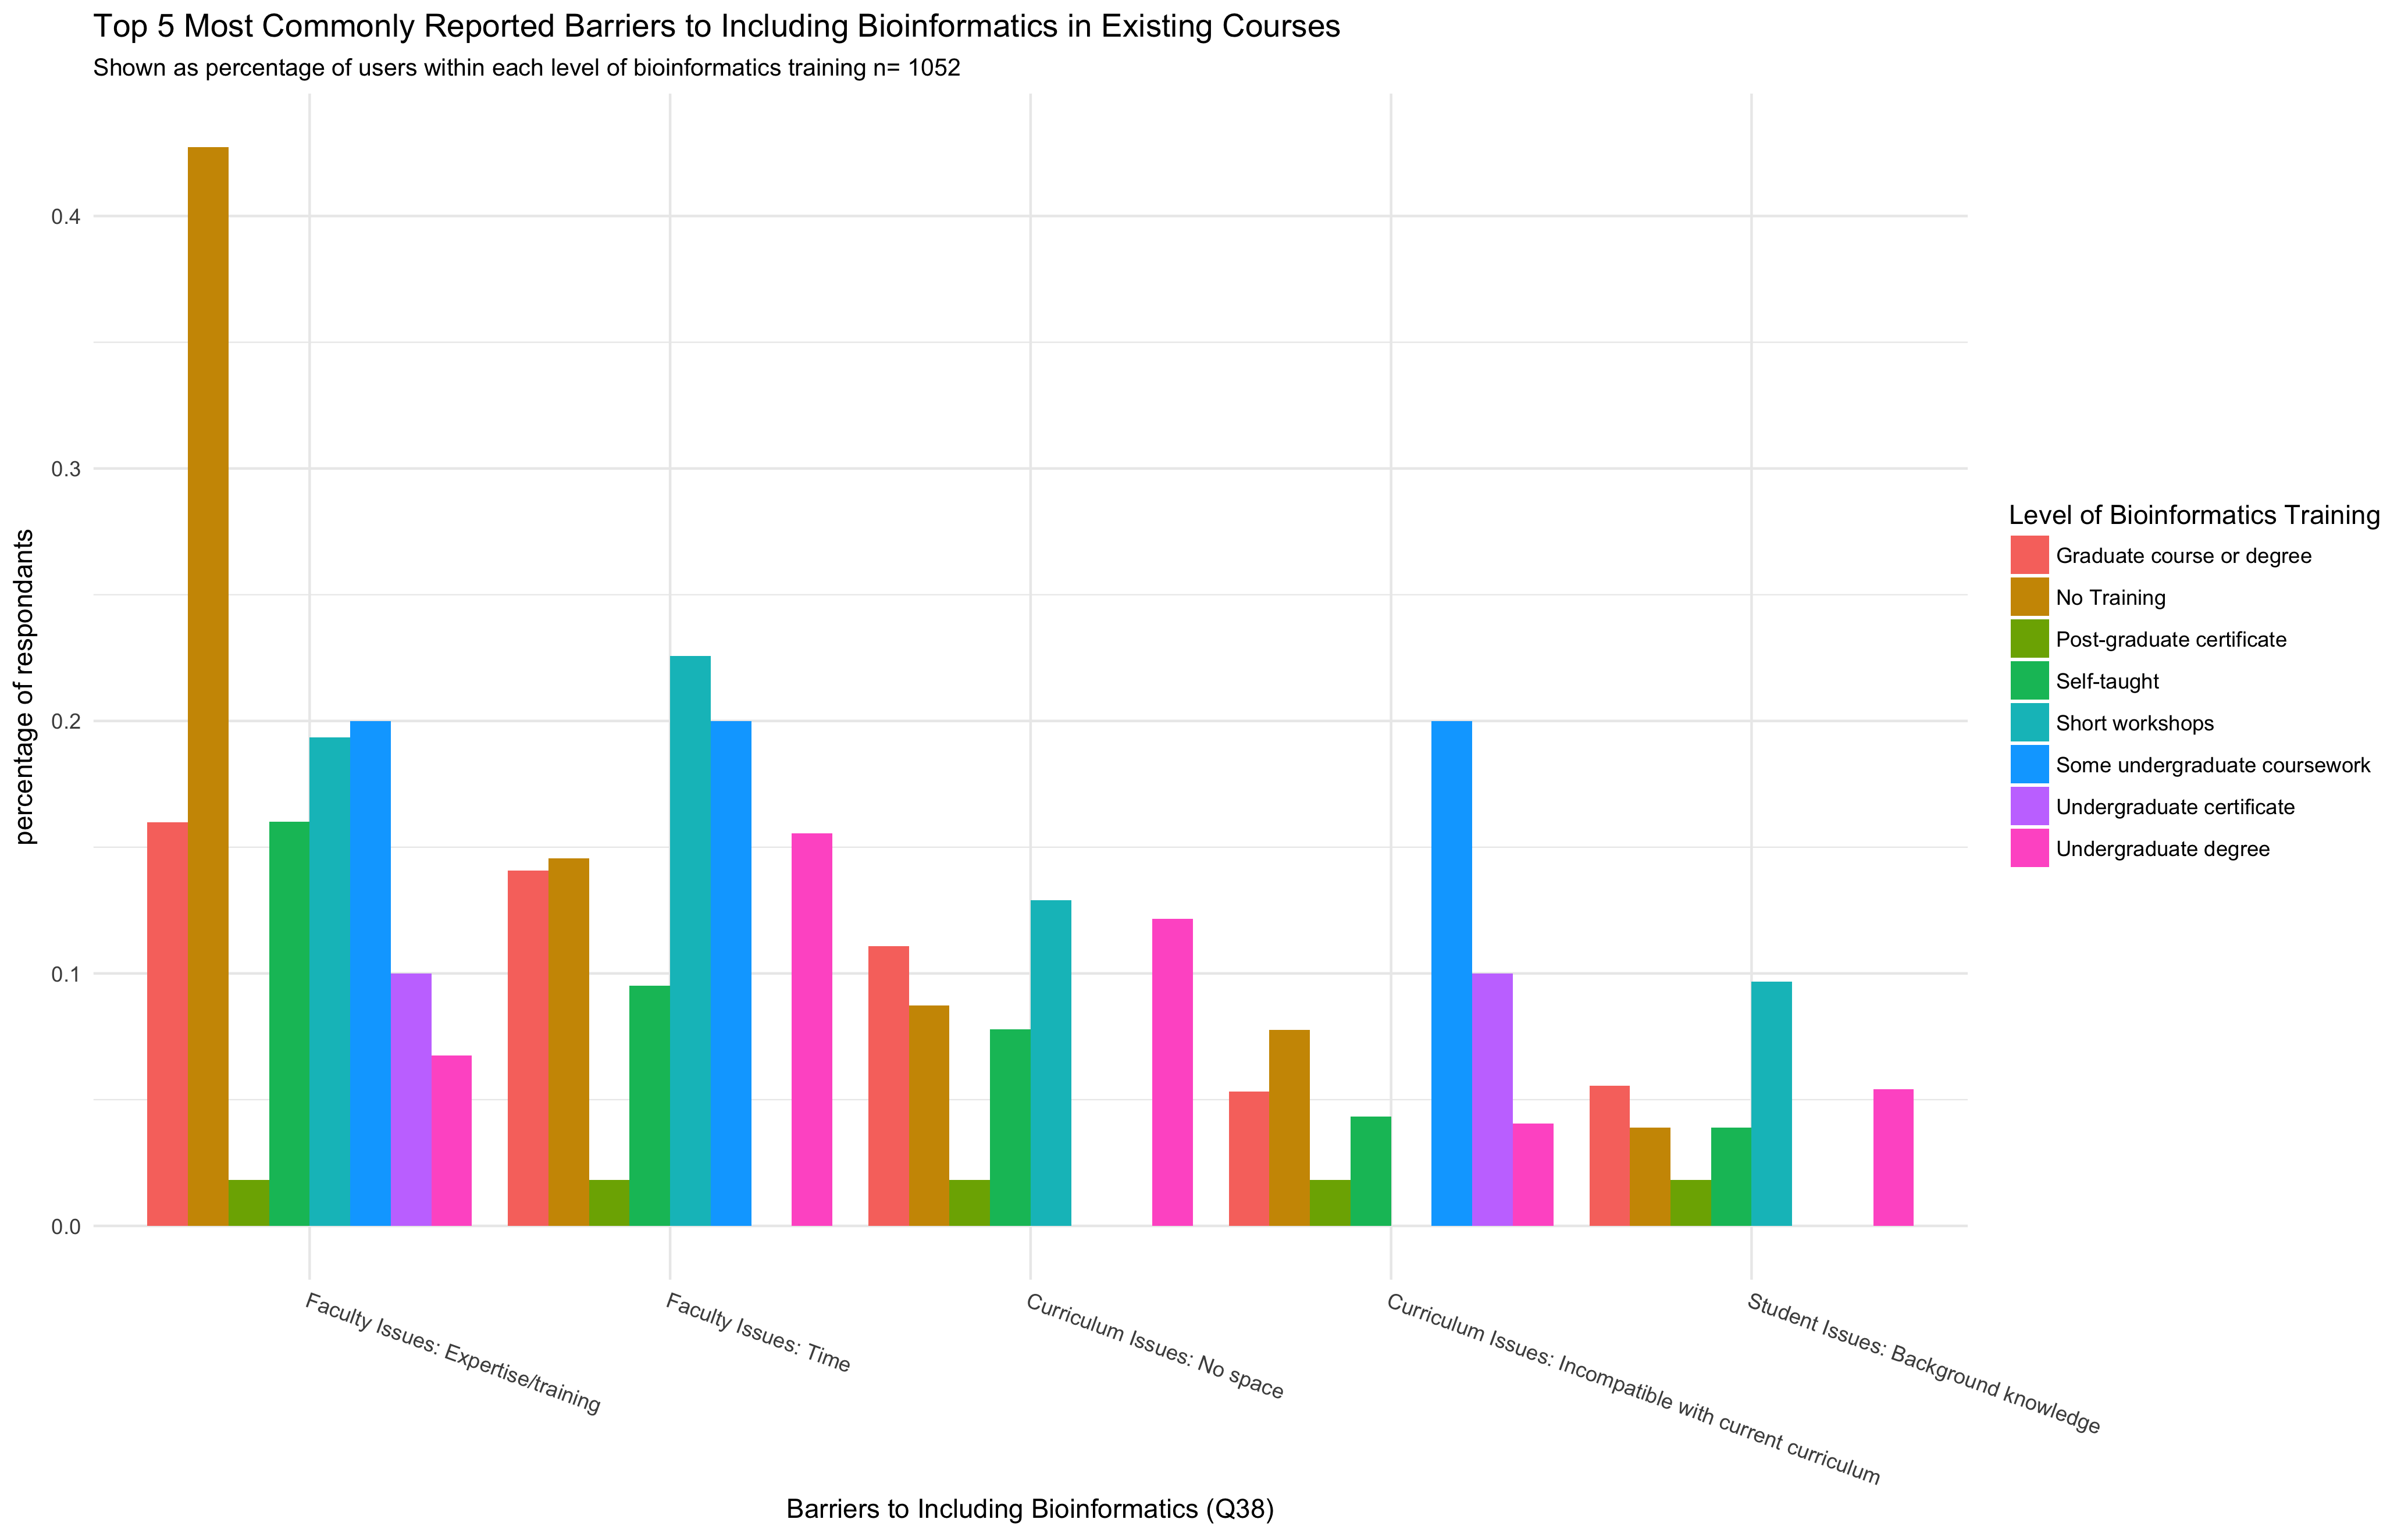 Top 5 Most Commonly Reported Barriers to Including Bioinformatics in Existing Courses
Shown as percentage of users within each level of bioinformatics training n= 1052
percentage of respondants
0.4
0.3
0.2
0.1
0.0
Faculty Issues: Expertise/training
Faculty Issues: Time
Curriculum Issues: No space
Curriculum Issues: Incompatible with current curriculum
Student Issues: Background knowledge
Barriers to Including Bioinformatics (Q38)
Level of Bioinformatics Training
Graduate course or degree
No Training
Post-graduate certificate
Self-taught
Short workshops
Some undergraduate coursework
Undergraduate certificate
Undergraduate degree